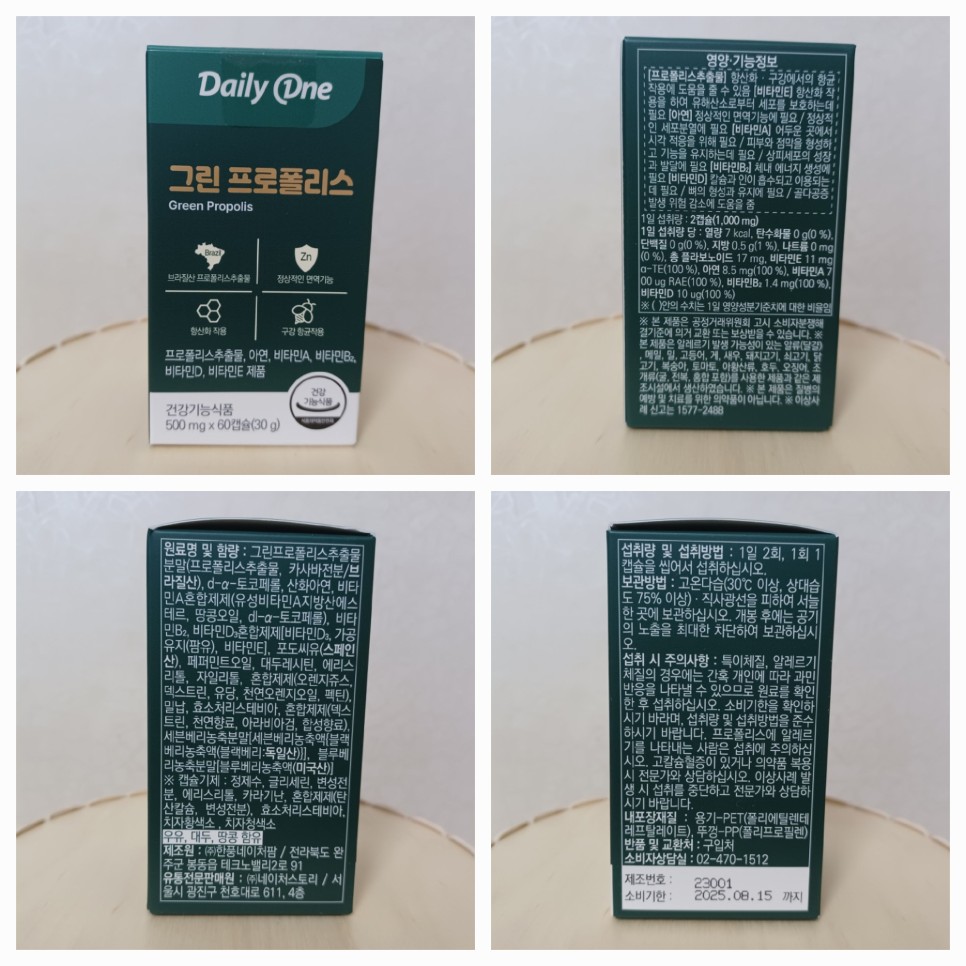 Daily One
그린 프로폴리스
Green Propolis
Brazil
브라질산 프로폴리스추출물
Zn
정상적인 면역기능
항산화 작용
구강 항균작용
프로폴리스추출물, 아연, 비타민A, 비타민B₂,
비타민D, 비타민E 제품
건강
기능식품
건강기능식품
500 mg x 60캡슐(30 g)
영양·기능정보
[프로폴리스추출물] 항산화 · 구강에서의 항균
작용에 도움을 줄 수 있음 [비타민E] 항산화 작
용을 하여 유해산소로부터 세포를 보호하는데
필요 [아연] 정상적인 면역기능에 필요 / 정상적
인 세포분열에 필요 [비타민A] 어두운 곳에서
시각 적응을 위해 필요 / 피부와 점막을 형성하
고 기능을 유지하는데 필요 / 상피세포의 성장
과 발달에 필요 [비타민B₂] 체내 에너지 생성에
필요 [비타민D] 칼슘과 인이 흡수되고 이용되는
데 필요 / 뼈의 형성과 유지에 필요 / 골다공증
발생 위험 감소에 도움을 줌
1일 섭취량 : 2캡슐(1,000 mg)
1일 섭취량 당 : 열량 7 kcal, 탄수화물 0 g(0 %),
단백질 0 g(0 %), 지방 0.5 g(1 %), 나트륨 0 mg
(0 %), 총 플라보노이드 17 mg, 비타민E 11 mg
α-TE(100 %), 아연 8.5 mg(100 %), 비타민A 7
00 ug RAE(100 %), 비타민B₂ 1.4 mg(100 %),
비타민D 10 ug(100 %)
※ ( )안의 수치는 1일 영양성분기준치에 대한 비율임
※ 본 제품은 공정거래위원회 고시 소비자분쟁해
결기준에 의거 교환 또는 보상받을 수 있습니다. ※
본 제품은 알레르기 발생 가능성이 있는 알류(달걀)
, 메밀, 밀, 고등어, 게, 새우, 돼지고기, 쇠고기, 닭
고기, 복숭아, 토마토, 아황산류, 호두, 오징어, 조
개류(굴, 전복, 홍합 포함)를 사용한 제품과 같은 제
조시설에서 생산하였습니다. ※ 본 제품은 질병의
예방 및 치료를 위한 의약품이 아닙니다. ※ 이상사
례 신고는 1577-2488
원료명 및 함량 : 그린프로폴리스추출물
분말(프로폴리스추출물, 카사바전분/브
라질산), d-α-토코페롤, 산화아연, 비타
민A혼합제제(유성비타민A지방산에스
테르, 땅콩오일, dl-α-토코페롤), 비타
민B₂, 비타민D₃혼합제제[비타민D₃, 가공
유지(팜유), 비타민E], 포도씨유(스페인
산), 페퍼민트오일, 대두레시틴, 에리스
리톨, 자일리톨, 혼합제제(오렌지쥬스,
덱스트린, 유당, 천연오렌지오일, 펙틴),
밀납, 효소처리스테비아, 혼합제제(덱스
트린, 천연향료, 아라비아검, 합성향료),
세븐베리농축분말[세븐베리농축액[블랙
베리농축액(블랙베리:독일산)]], 블루베
리농축분말[블루베리농축액(미국산)]
※ 캡슐기제 : 정제수, 글리세린, 변성전
분, 에리스리톨, 카라기난, 혼합제제(탄
산칼슘, 변성전분), 효소처리스테비아,
치자황색소 , 치자청색소
우유, 대두, 땅콩 함유
제조원 : ㈜한풍네이처팜 / 전라북도 완
주군 봉동읍 테크노밸리2로 91
유통전문판매원 : ㈜네이처스토리 / 서
울시 광진구 천호대로 611, 4층
섭취량 및 섭취방법 : 1일 2회, 1회 1
캡슐을 씹어서 섭취하십시오.
보관방법 : 고온다습(30℃ 이상, 상대습
도 75% 이상) · 직사광선을 피하여 서늘
한 곳에 보관하십시오. 개봉 후에는 공기
의 노출을 최대한 차단하여 보관하십시
오.
섭취 시 주의사항 : 특이체질, 알레르기
체질의 경우에는 간혹 개인에 따라 과민
반응을 나타낼 수 있으므로 원료를 확인
한 후 섭취하십시오. 소비기한을 확인하
시기 바라며, 섭취량 및 섭취방법을 준수
하시기 바랍니다. 프로폴리스에 알레르
기를 나타내는 사람은 섭취에 주의하십
시오. 고칼슘혈증이 있거나 의약품 복용
시 전문가와 상담하십시오. 이상사례 발
생 시 섭취를 중단하고 전문가와 상담하
시기 바랍니다.
내포장재질 : 용기-PET(폴리에틸렌테
레프탈레이트), 뚜껑-PP(폴리프로필렌)
반품 및 교환처 : 구입처
소비자상담실 : 02-470-1512
제조번호 : 23001
소비기한 : 2025.08.15 까지